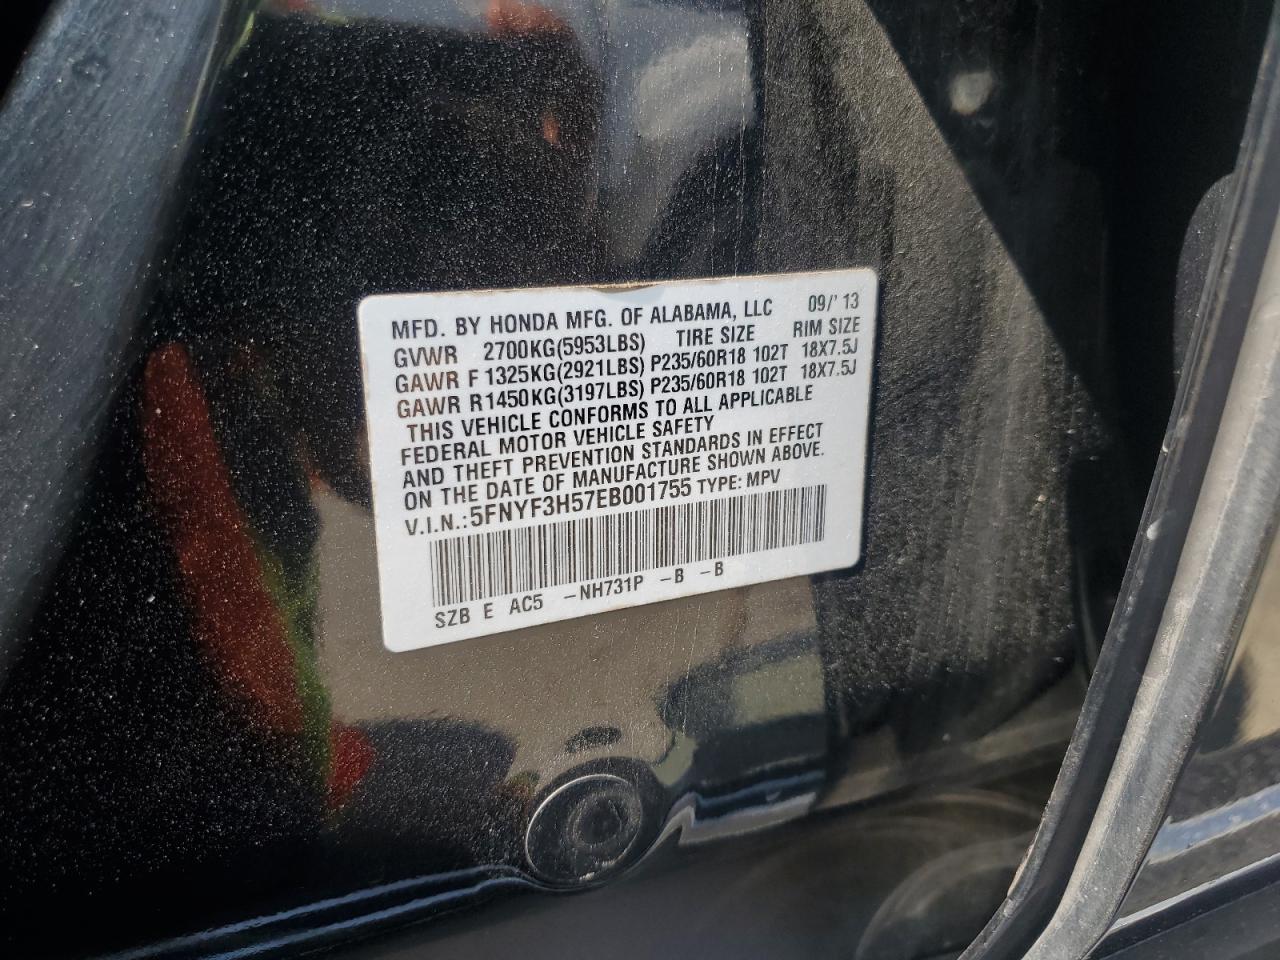 MFD. BY HONDA MFG. OF ALABAMA, LLC 09/'13
GVWR 2700KG(5953LBS) TIRE SIZE RIM SIZE
GAWR F 1325KG(2921LBS) P235/60R18 102T 18X7.5J
GAWR R1450KG(3197LBS) P235/60R18 102T 18X7.5J
THIS VEHICLE CONFORMS TO ALL APPLICABLE
FEDERAL MOTOR VEHICLE SAFETY
AND THEFT PREVENTION STANDARDS IN EFFECT
ON THE DATE OF MANUFACTURE SHOWN ABOVE.
V.I.N.:5FNYF3H57EB001755 TYPE: MPV
SZB E AC5 -NH731P -B -B